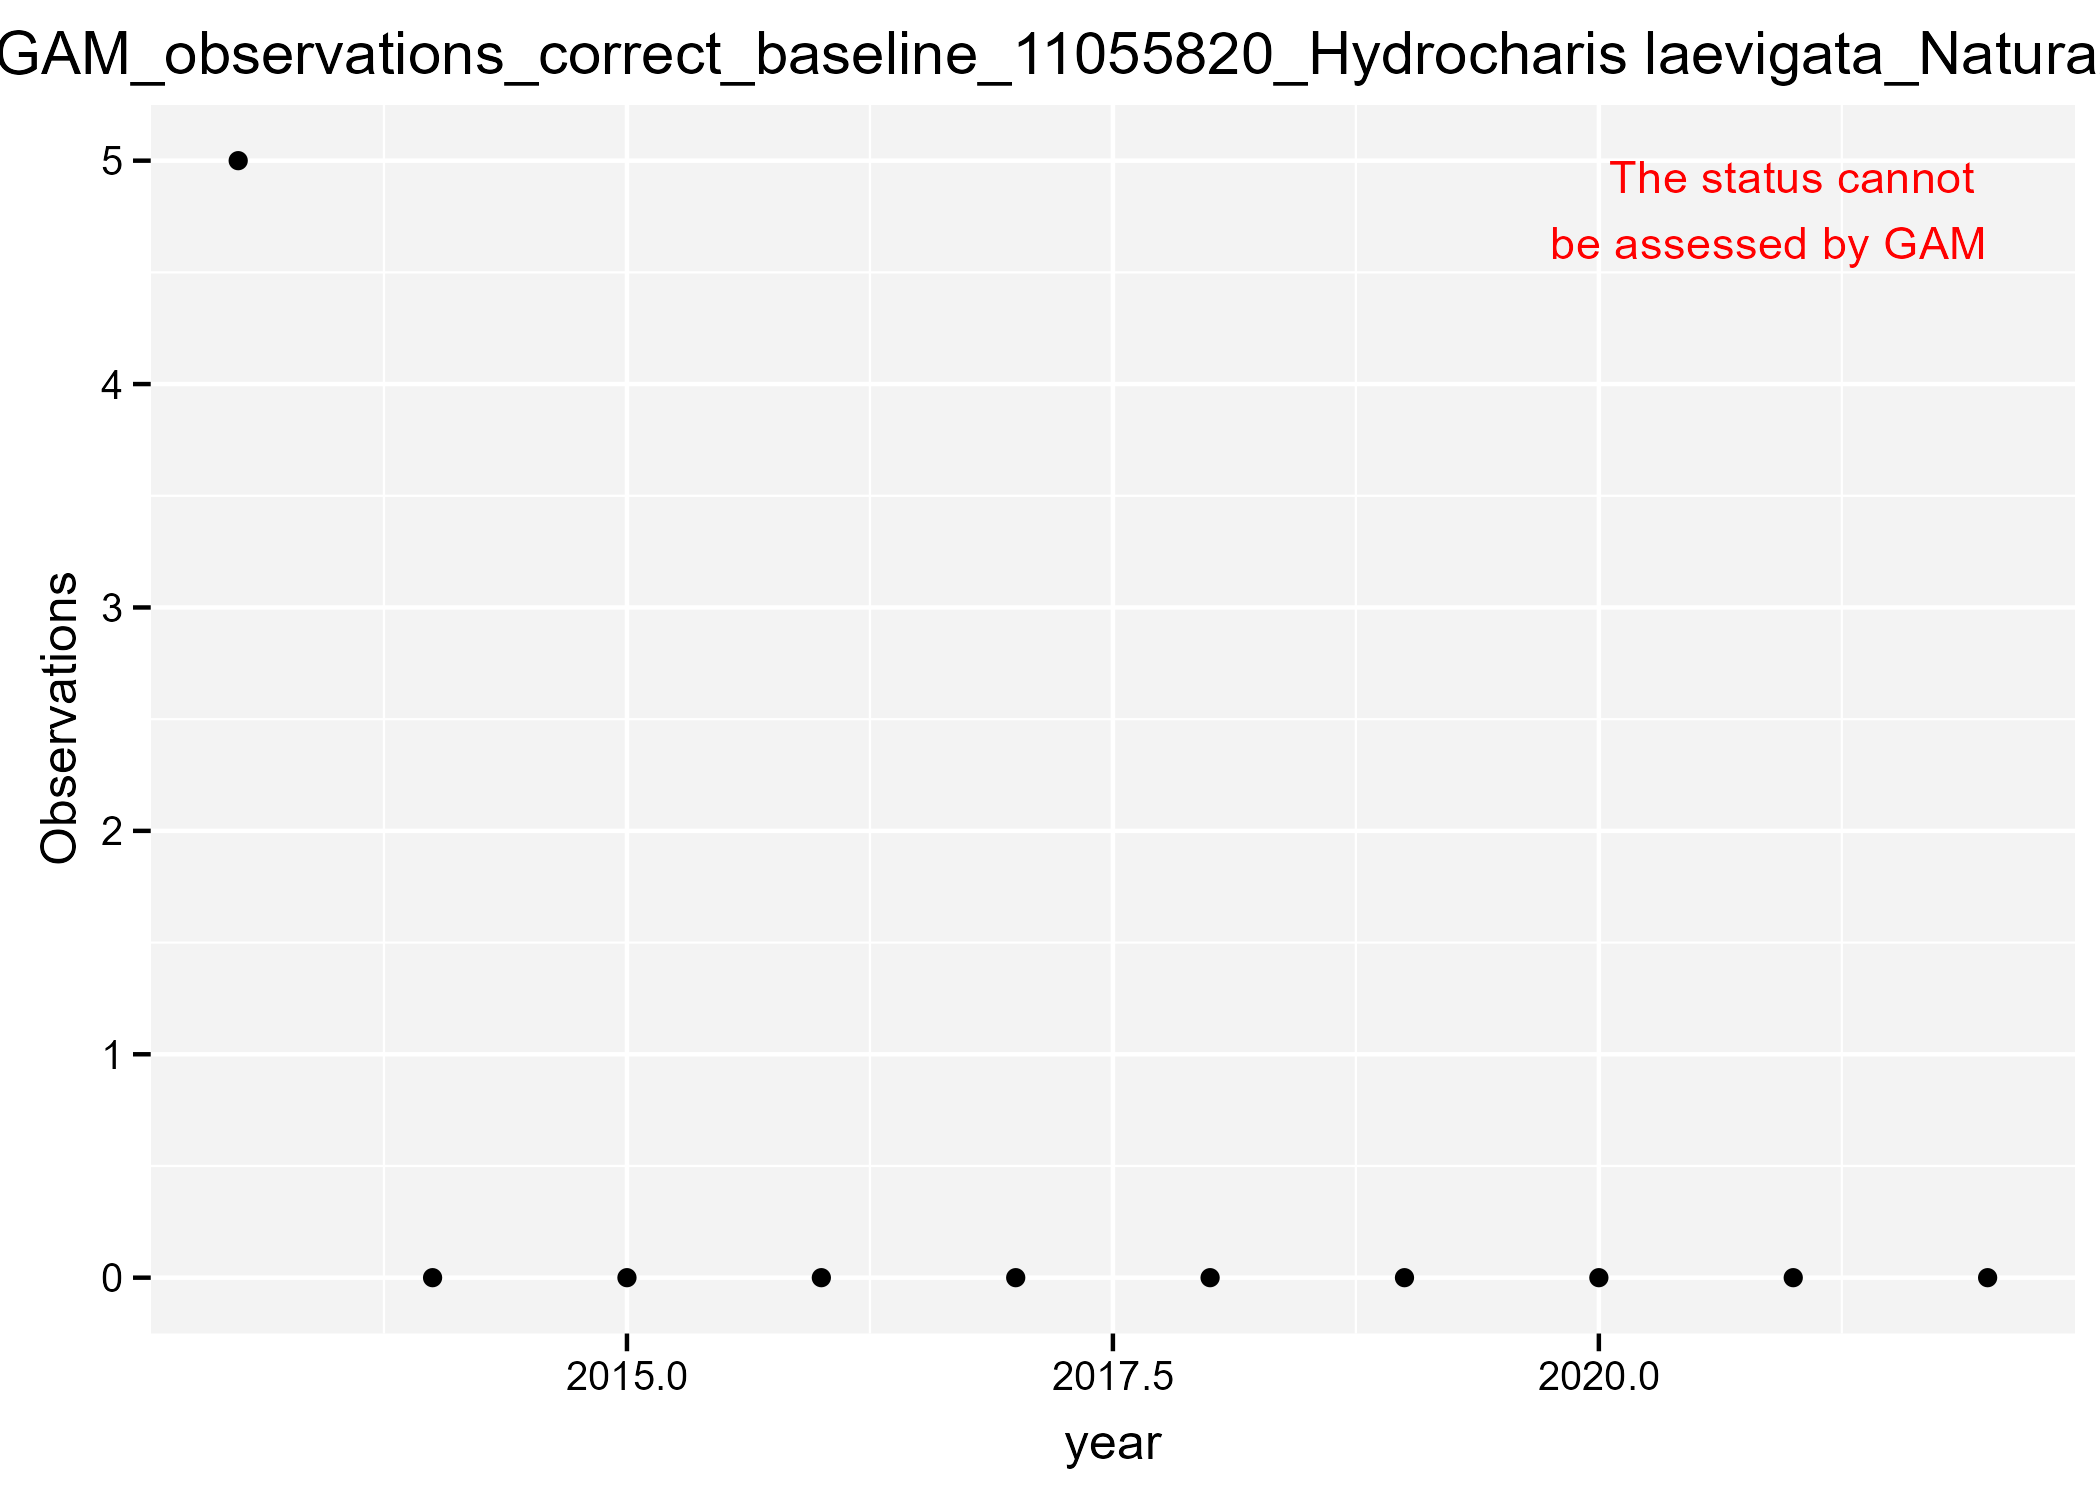 GAM_observations_correct_baseline_11055820_Hydrocharis laevigata_Natura
The status cannot
be assessed by GAM
5
4
3
2
1
0
Observations
2015.0
2017.5
2020.0
year